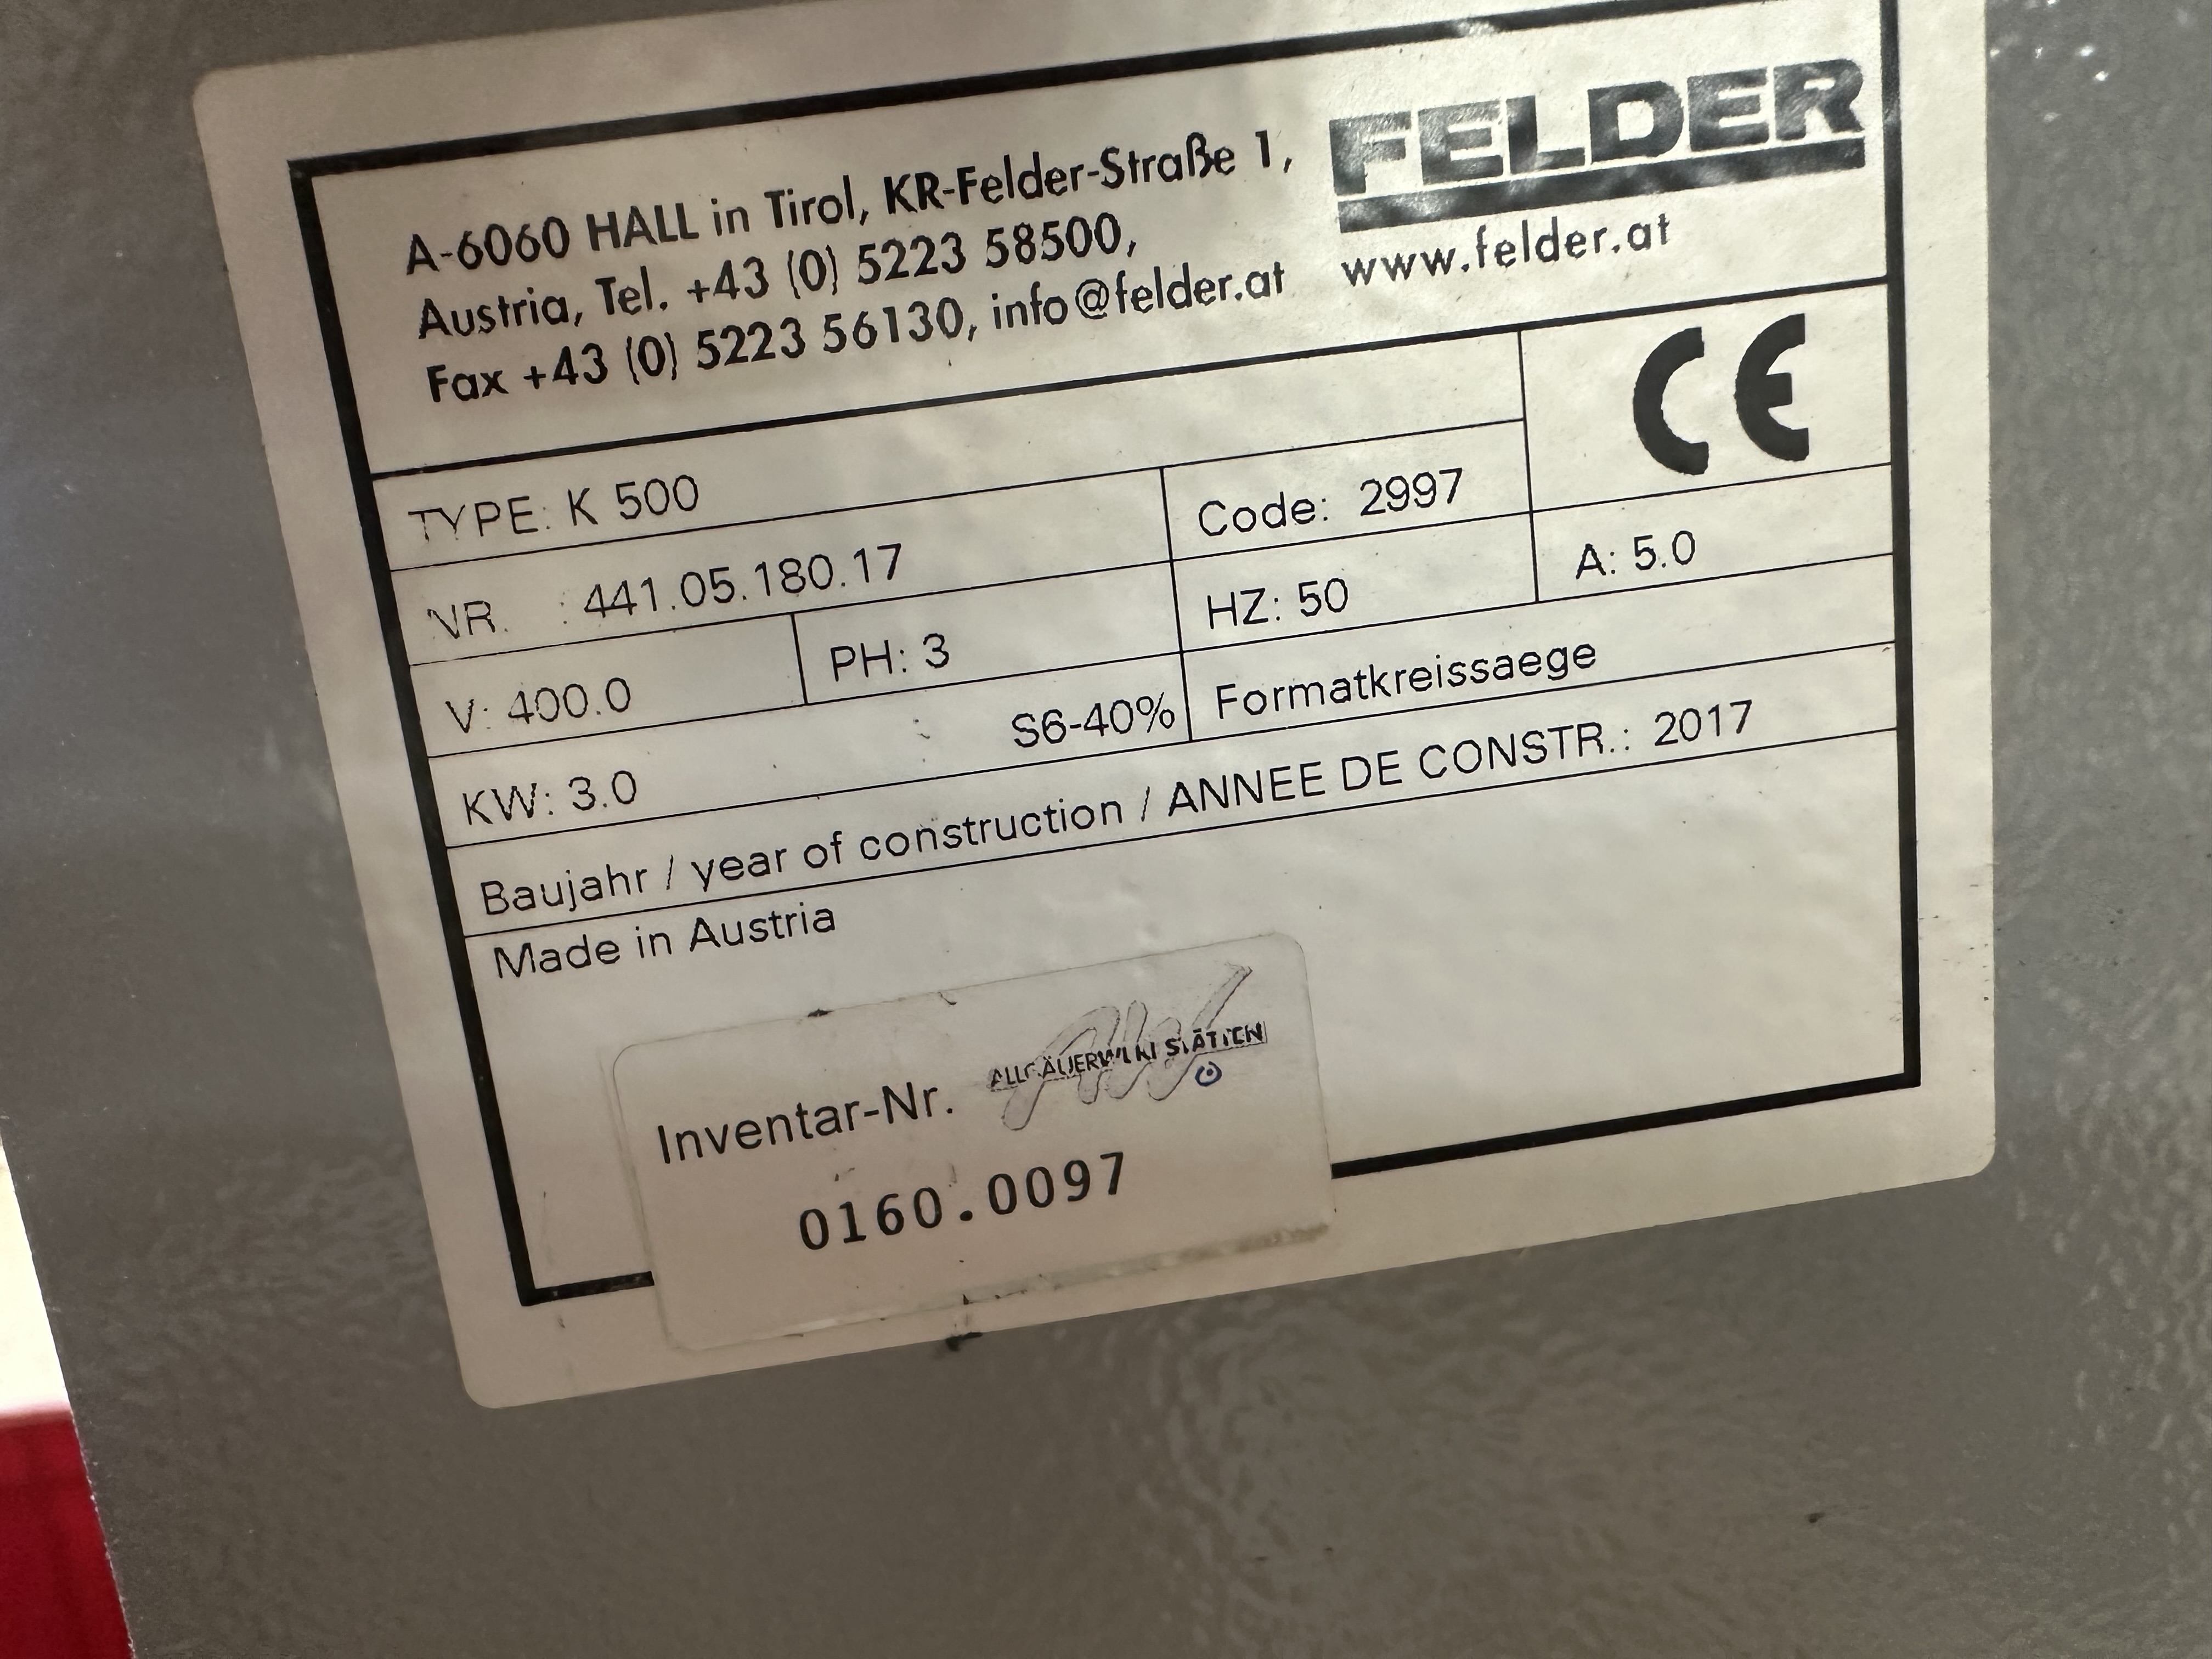 A-6060 HALL in Tirol, KR-Felder-Straße 1,
Austria, Tel. +43 (0) 5223 58500,
Fax +43 (0) 5223 56130, info@felder.at
FELDER
www.felder.at
CE
TYPE: K 500
NR. : 441.05.180.17
Code: 2997
V: 400.0
PH: 3
HZ: 50
A: 5.0
KW: 3.0
S6-40%
Formatkreissaege
Baujahr / year of construction / ANNEE DE CONSTR.: 2017
Made in Austria
Inventar-Nr.
ALLGÄUER WERKSTÄTTEN
0160.0097